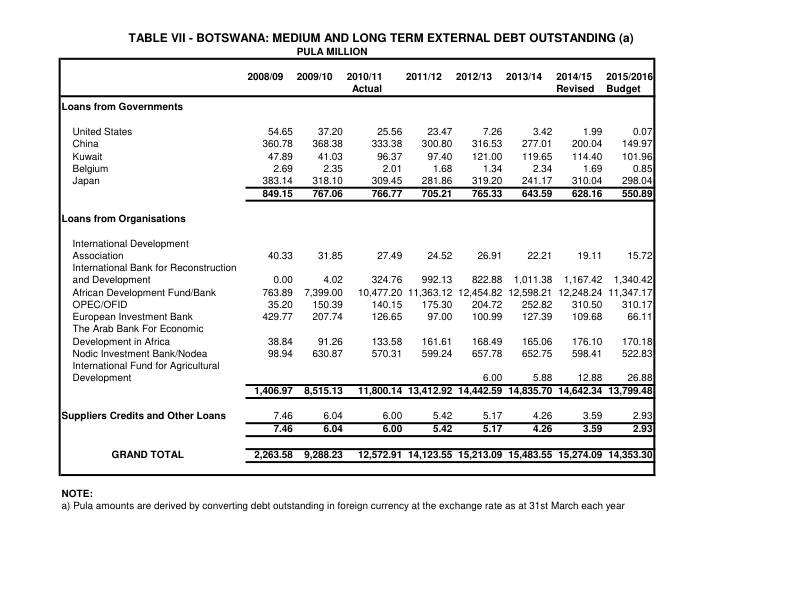 TABLE VII - BOTSWANA: MEDIUM AND LONG TERM EXTERNAL DEBT OUTSTANDING (a)
PULA MILLION
2008/09 2009/10 2010/11 2011/12 2012/13 2013/14 2014/15 2015/2016
Actual Revised Budget
Loans from Governments
United States 54.65 37.20 25.56 23.47 7.26 3.42 1.99 0.07
China 360.78 368.38 333.38 300.80 316.53 277.01 200.04 149.97
Kuwait 47.89 41.03 96.37 97.40 121.00 119.65 114.40 101.96
Belgium 2.69 2.35 2.01 1.68 1.34 2.34 1.69 0.85
Japan 383.14 318.10 309.45 281.86 319.20 241.17 310.04 298.04
849.15 767.06 766.77 705.21 765.33 643.59 628.16 550.89
Loans from Organisations
International Development
Association 40.33 31.85 27.49 24.52 26.91 22.21 19.11 15.72
International Bank for Reconstruction
and Development 0.00 4.02 324.76 992.13 822.88 1,011.38 1,167.42 1,340.42
African Development Fund/Bank 763.89 7,399.00 10,477.20 11,363.12 12,454.82 12,598.21 12,248.24 11,347.17
OPEC/OFID 35.20 150.39 140.15 175.30 204.72 252.82 310.50 310.17
European Investment Bank 429.77 207.74 126.65 97.00 100.99 127.39 109.68 66.11
The Arab Bank For Economic
Development in Africa 38.84 91.26 133.58 161.61 168.49 165.06 176.10 170.18
Nodic Investment Bank/Nodea 98.94 630.87 570.31 599.24 657.78 652.75 598.41 522.83
International Fund for Agricultural
Development 6.00 5.88 12.88 26.88
1,406.97 8,515.13 11,800.14 13,412.92 14,442.59 14,835.70 14,642.34 13,799.48
Suppliers Credits and Other Loans 7.46 6.04 6.00 5.42 5.17 4.26 3.59 2.93
7.46 6.04 6.00 5.42 5.17 4.26 3.59 2.93
GRAND TOTAL 2,263.58 9,288.23 12,572.91 14,123.55 15,213.09 15,483.55 15,274.09 14,353.30
NOTE:
a) Pula amounts are derived by converting debt outstanding in foreign currency at the exchange rate as at 31st March each year